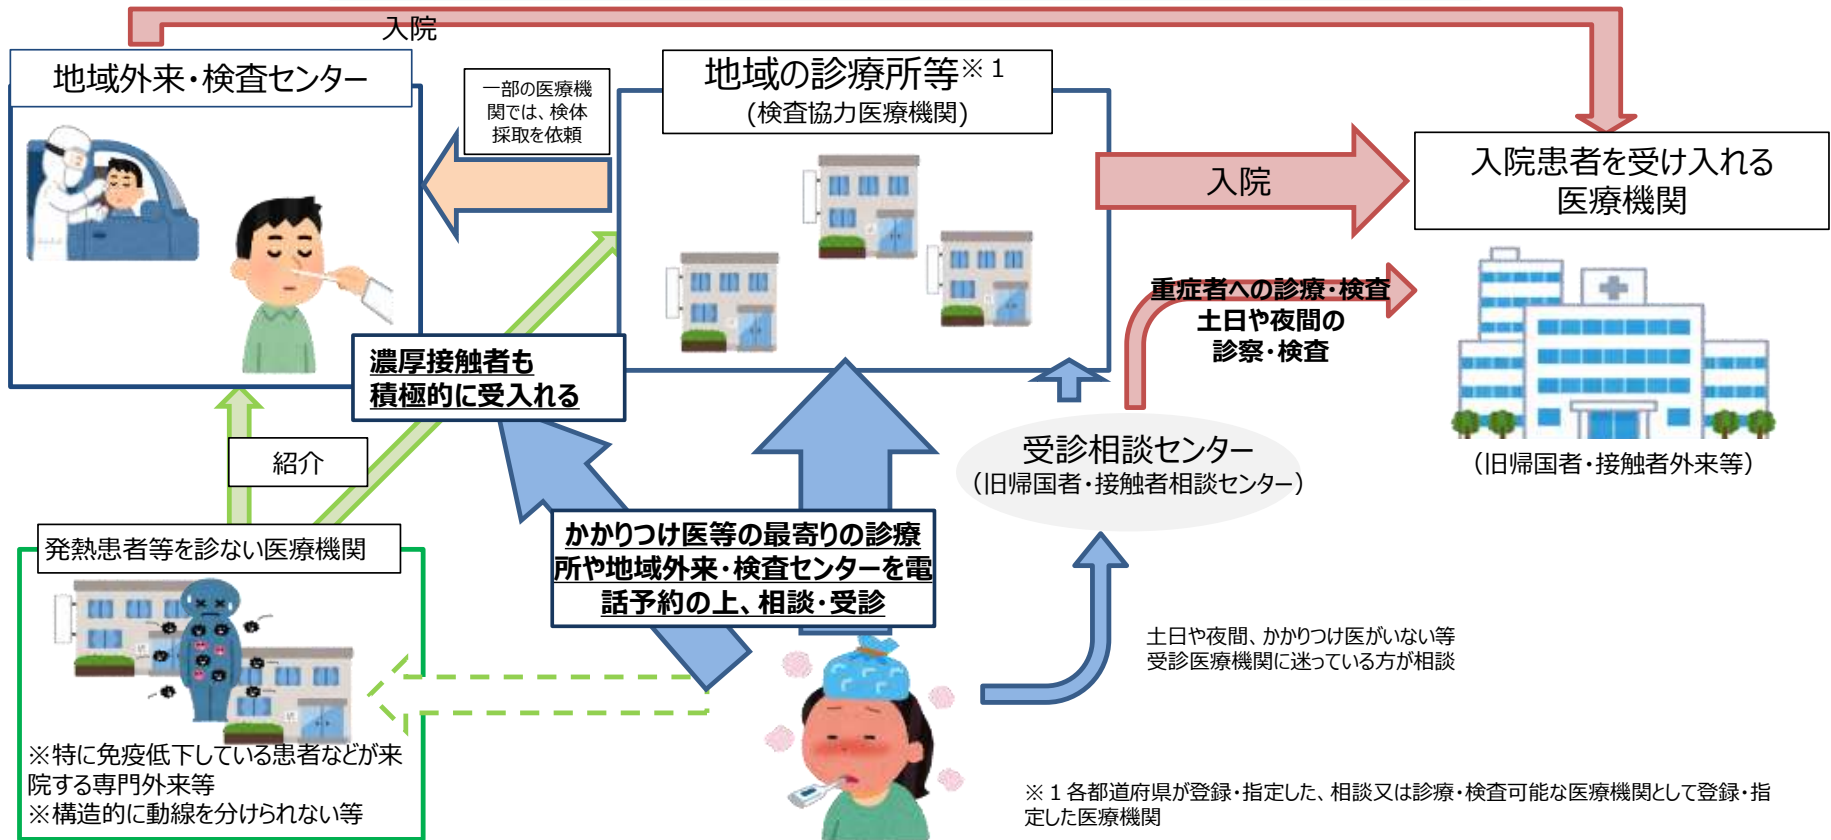 入院
地域外来・検査センター
一部の医療機
関では、検体
採取を依頼
地域の診療所等※１
(検査協力医療機関)
入院
入院患者を受け入れる
医療機関
重症者への診療・検査
土日や夜間の
診察・検査
濃厚接触者も
積極的に受入れる
受診相談センター
（旧帰国者・接触者相談センター）
（旧帰国者・接触者外来等）
紹介
発熱患者等を診ない医療機関
かかりつけ医等の最寄りの診療
所や地域外来・検査センターを電
話予約の上、相談・受診
土日や夜間、かかりつけ医がいない等
受診医療機関に迷っている方が相談
※特に免疫低下している患者などが来
院する専門外来等
※構造的に動線を分けられない等
※１各都道府県が登録・指定した、相談又は診療・検査可能な医療機関として登録・指
定した医療機関